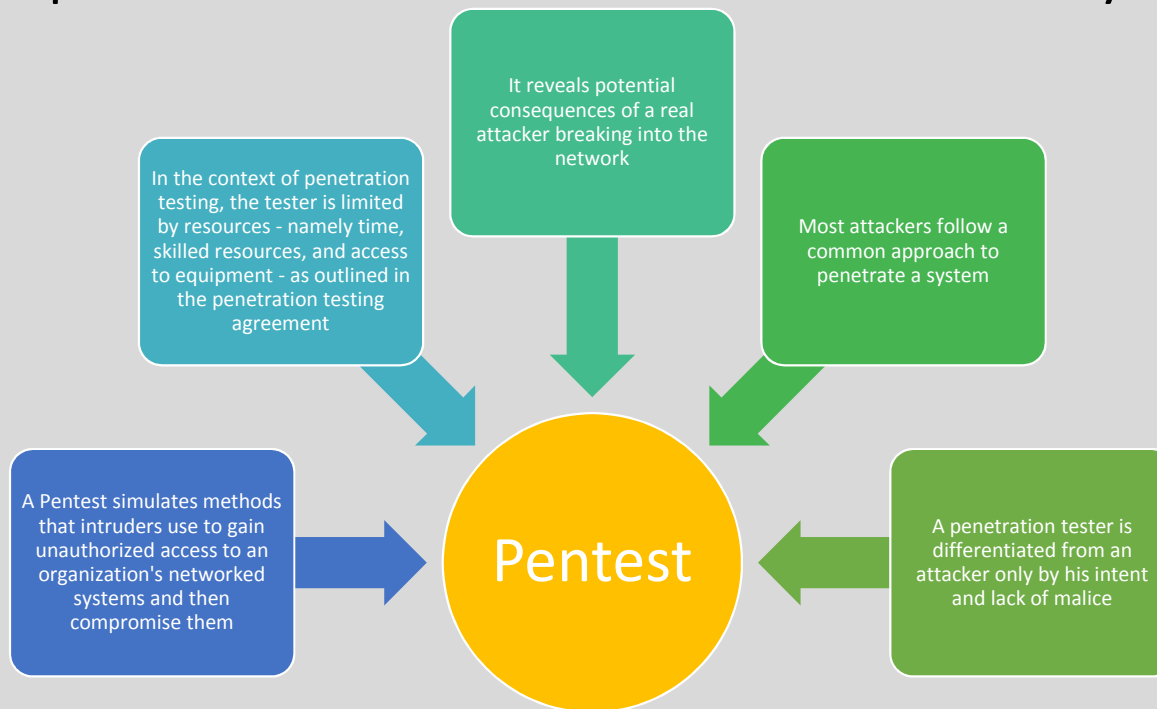 It reveals potential
consequences of a real
attacker breaking into the
network
In the context of penetration
testing, the tester is limited
by resources - namely time,
skilled resources, and access
to equipment - as outlined in
the penetration testing
agreement
Most attackers follow a
common approach to
penetrate a system
A Pentest simulates methods
that intruders use to gain
unauthorized access to an
organization's networked
systems and then
compromise them
Pentest
A penetration tester is
differentiated from an
attacker only by his intent
and lack of malice